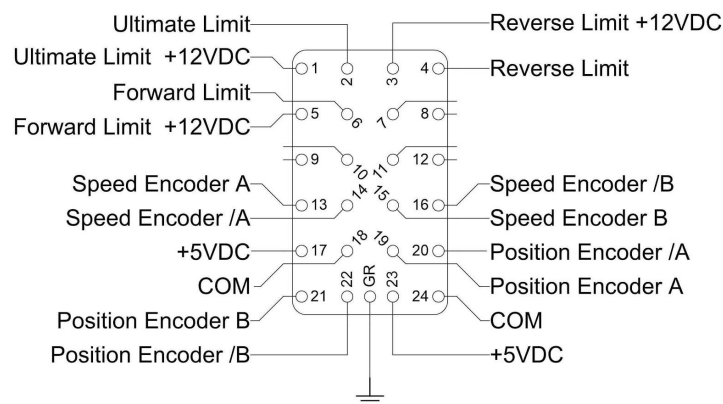 Ultimate Limit
Reverse Limit +12VDC
Ultimate Limit +12VDC
1
2
3
4
Reverse Limit
Forward Limit
Forward Limit +12VDC
5
6
7
8
9
10
11
12
Speed Encoder A
13
14
15
16
Speed Encoder /B
Speed Encoder /A
Speed Encoder B
+5VDC
17
18
19
20
Position Encoder /A
COM
Position Encoder A
Position Encoder B
21
22
GR
23
24
COM
Position Encoder /B
+5VDC